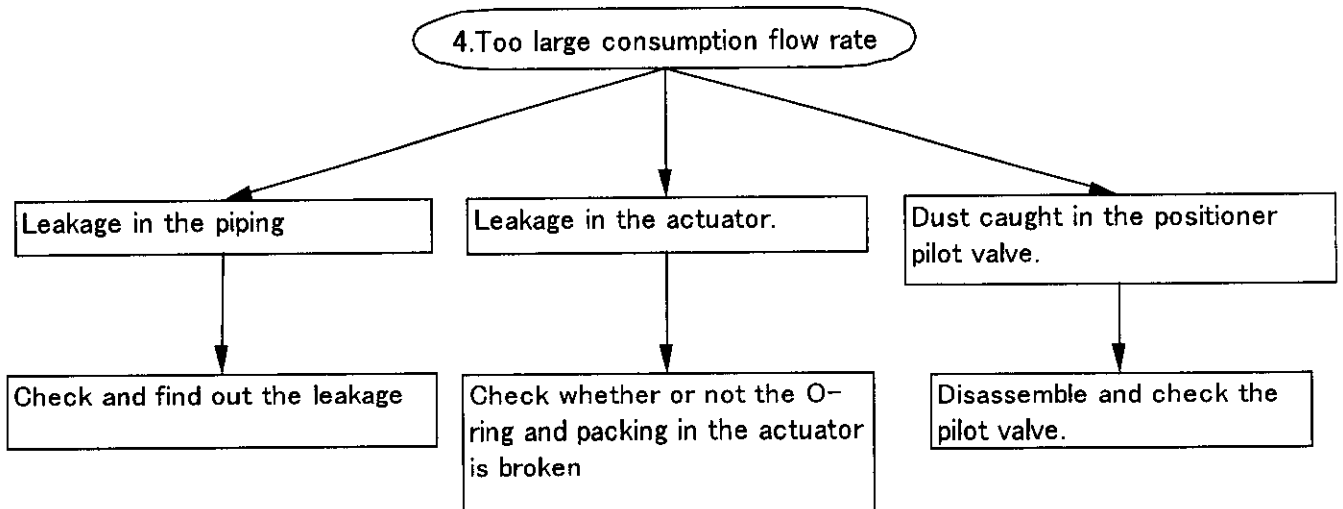 4.Too large consumption flow rate
Leakage in the piping
Leakage in the actuator.
Dust caught in the positioner
pilot valve.
Check and find out the leakage
Check whether or not the O-
ring and packing in the actuator
is broken
Disassemble and check the
pilot valve.